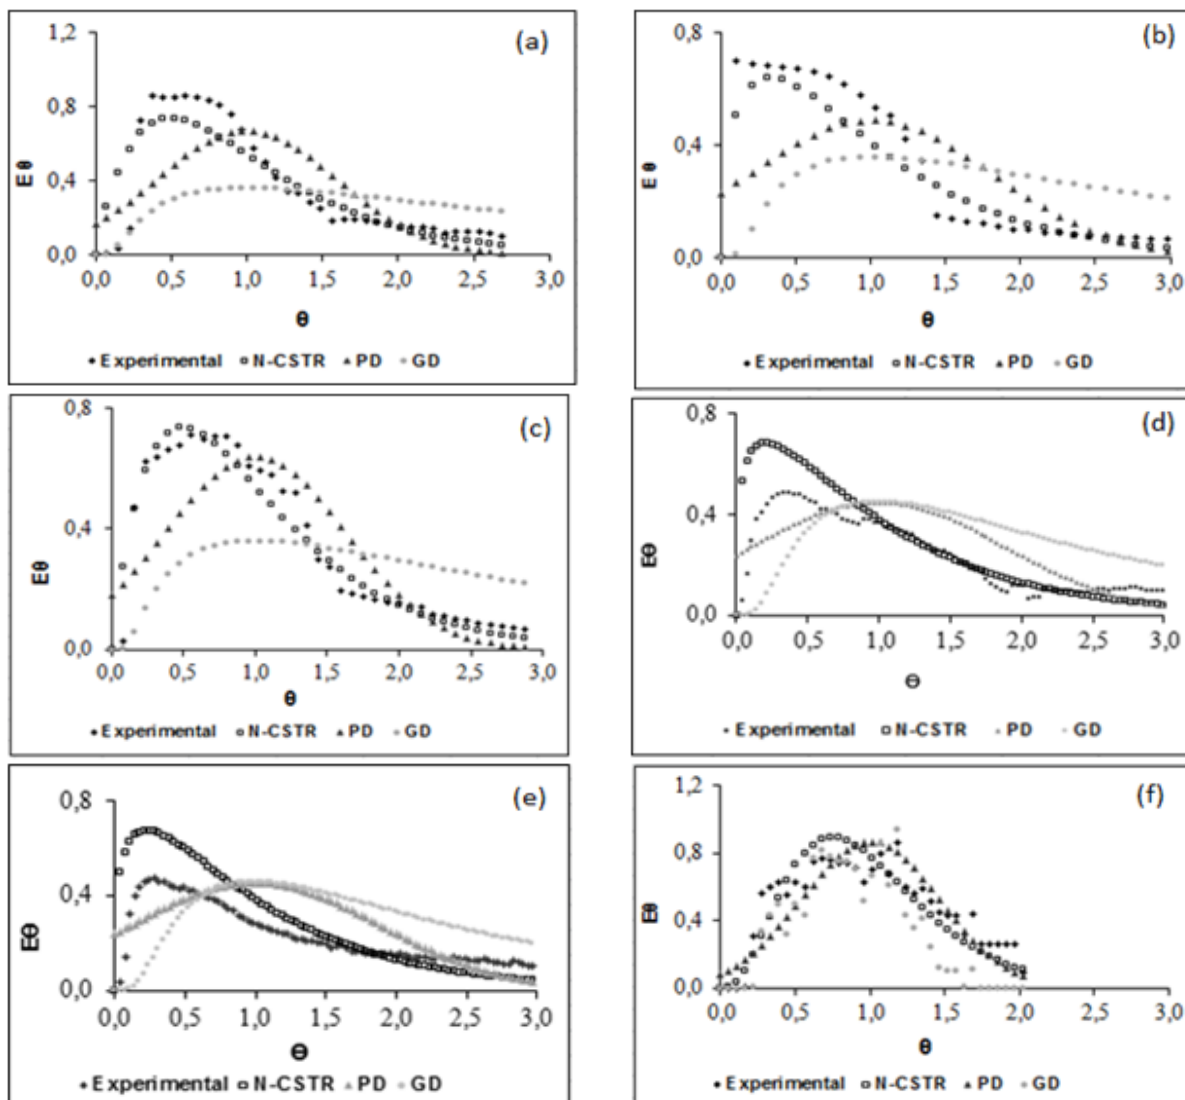 (a)
1,2
0,8
0,4
0,0
E θ
0,0 0,5 1,0 1,5 2,0 2,5 3,0
θ
Experimental N-CSTR PD GD
(b)
0,8
0,4
0,0
E θ
0,0 0,5 1,0 1,5 2,0 2,5 3,0
θ
Experimental N-CSTR PD GD
(c)
0,8
0,4
0,0
Eθ
0,0 0,5 1,0 1,5 2,0 2,5 3,0
θ
Experimental N-CSTR PD GD
(d)
0,8
0,4
0,0
EΘ
0,0 0,5 1,0 1,5 2,0 2,5 3,0
Θ
Experimental N-CSTR PD GD
(e)
0,8
0,4
0,0
EΘ
0,0 0,5 1,0 1,5 2,0 2,5 3,0
Θ
Experimental N-CSTR PD GD
(f)
1,2
0,8
0,4
0,0
Eθ
0,0 0,5 1,0 1,5 2,0 2,5 3,0
θ
Experimental N-CSTR PD GD